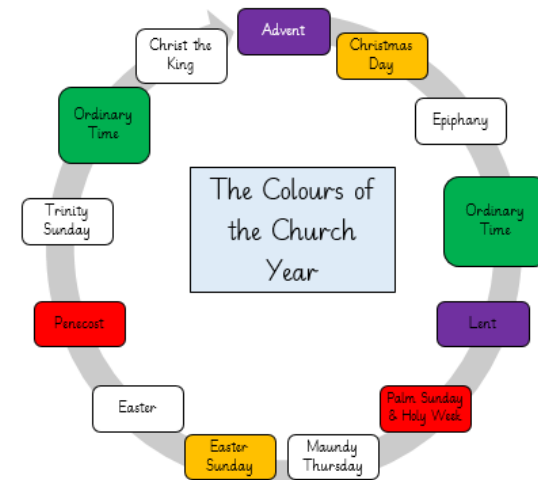 The Colours of
the Church
Year
Advent
Christmas
Day
Epiphany
Ordinary
Time
Lent
Palm Sunday
& Holy Week
Maundy
Thursday
Easter
Sunday
Easter
Penecost
Trinity
Sunday
Ordinary
Time
Christ the
King